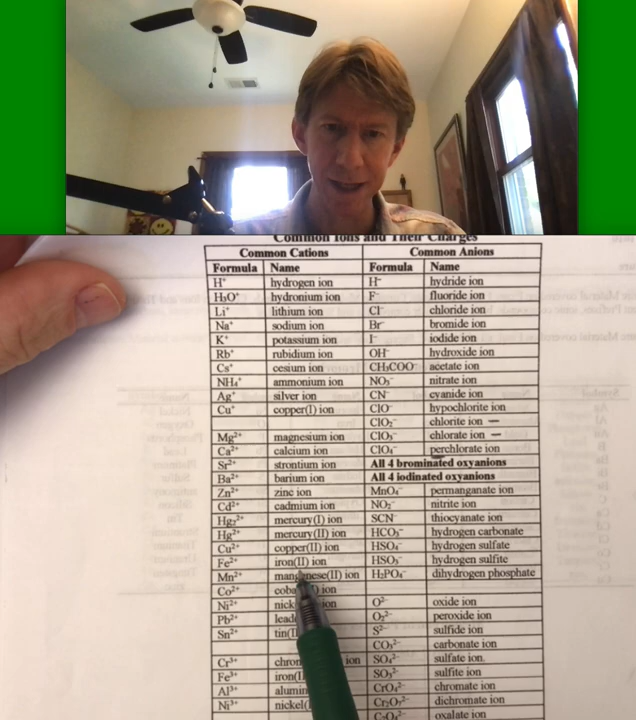 Common Ions and Their Charges
Common Cations Common Anions
Formula Name Formula Name
H⁺ hydrogen ion H⁻ hydride ion
H₃O⁺ hydronium ion F⁻ fluoride ion
Li⁺ lithium ion Cl⁻ chloride ion
Na⁺ sodium ion Br⁻ bromide ion
K⁺ potassium ion I⁻ iodide ion
Rb⁺ rubidium ion OH⁻ hydroxide ion
Cs⁺ cesium ion CH₃COO⁻ acetate ion
NH₄⁺ ammonium ion NO₃⁻ nitrate ion
Ag⁺ silver ion CN⁻ cyanide ion
Cu⁺ copper(I) ion ClO⁻ hypochlorite ion
ClO₂⁻ chlorite ion
Mg²⁺ magnesium ion ClO₃⁻ chlorate ion
Ca²⁺ calcium ion ClO₄⁻ perchlorate ion
Sr²⁺ strontium ion All 4 brominated oxyanions
Ba²⁺ barium ion All 4 iodinated oxyanions
Zn²⁺ zinc ion MnO₄⁻ permanganate ion
Cd²⁺ cadmium ion NO₂⁻ nitrite ion
Hg₂²⁺ mercury(I) ion SCN⁻ thiocyanate ion
Hg²⁺ mercury(II) ion HCO₃⁻ hydrogen carbonate
Cu²⁺ copper(II) ion HSO₄⁻ hydrogen sulfate
Fe²⁺ iron(II) ion HSO₃⁻ hydrogen sulfite
Mn²⁺ manganese(II) ion H₂PO₄⁻ dihydrogen phosphate
Co²⁺ ion
Ni²⁺ ion O²⁻ oxide ion
Pb²⁺ O₂²⁻ peroxide ion
Sn²⁺ S²⁻ sulfide ion
CO₃²⁻ carbonate ion
Cr³⁺ ion SO₄²⁻ sulfate ion
Fe³⁺ SO₃²⁻ sulfite ion
Al³⁺ CrO₄²⁻ chromate ion
Ni³⁺ Cr₂O₇²⁻ dichromate ion
C₂O₄²⁻ oxalate ion